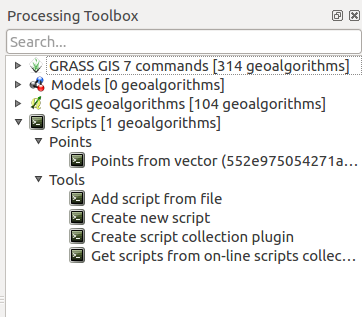 Processing Toolbox
Search...
GRASS GIS 7 commands [314 geoalgorithms]
Models [0 geoalgorithms]
QGIS geoalgorithms [104 geoalgorithms]
Scripts [1 geoalgorithms]
Points
Points from vector (552e975054271a...
Tools
Add script from file
Create new script
Create script collection plugin
Get scripts from on-line scripts collec...